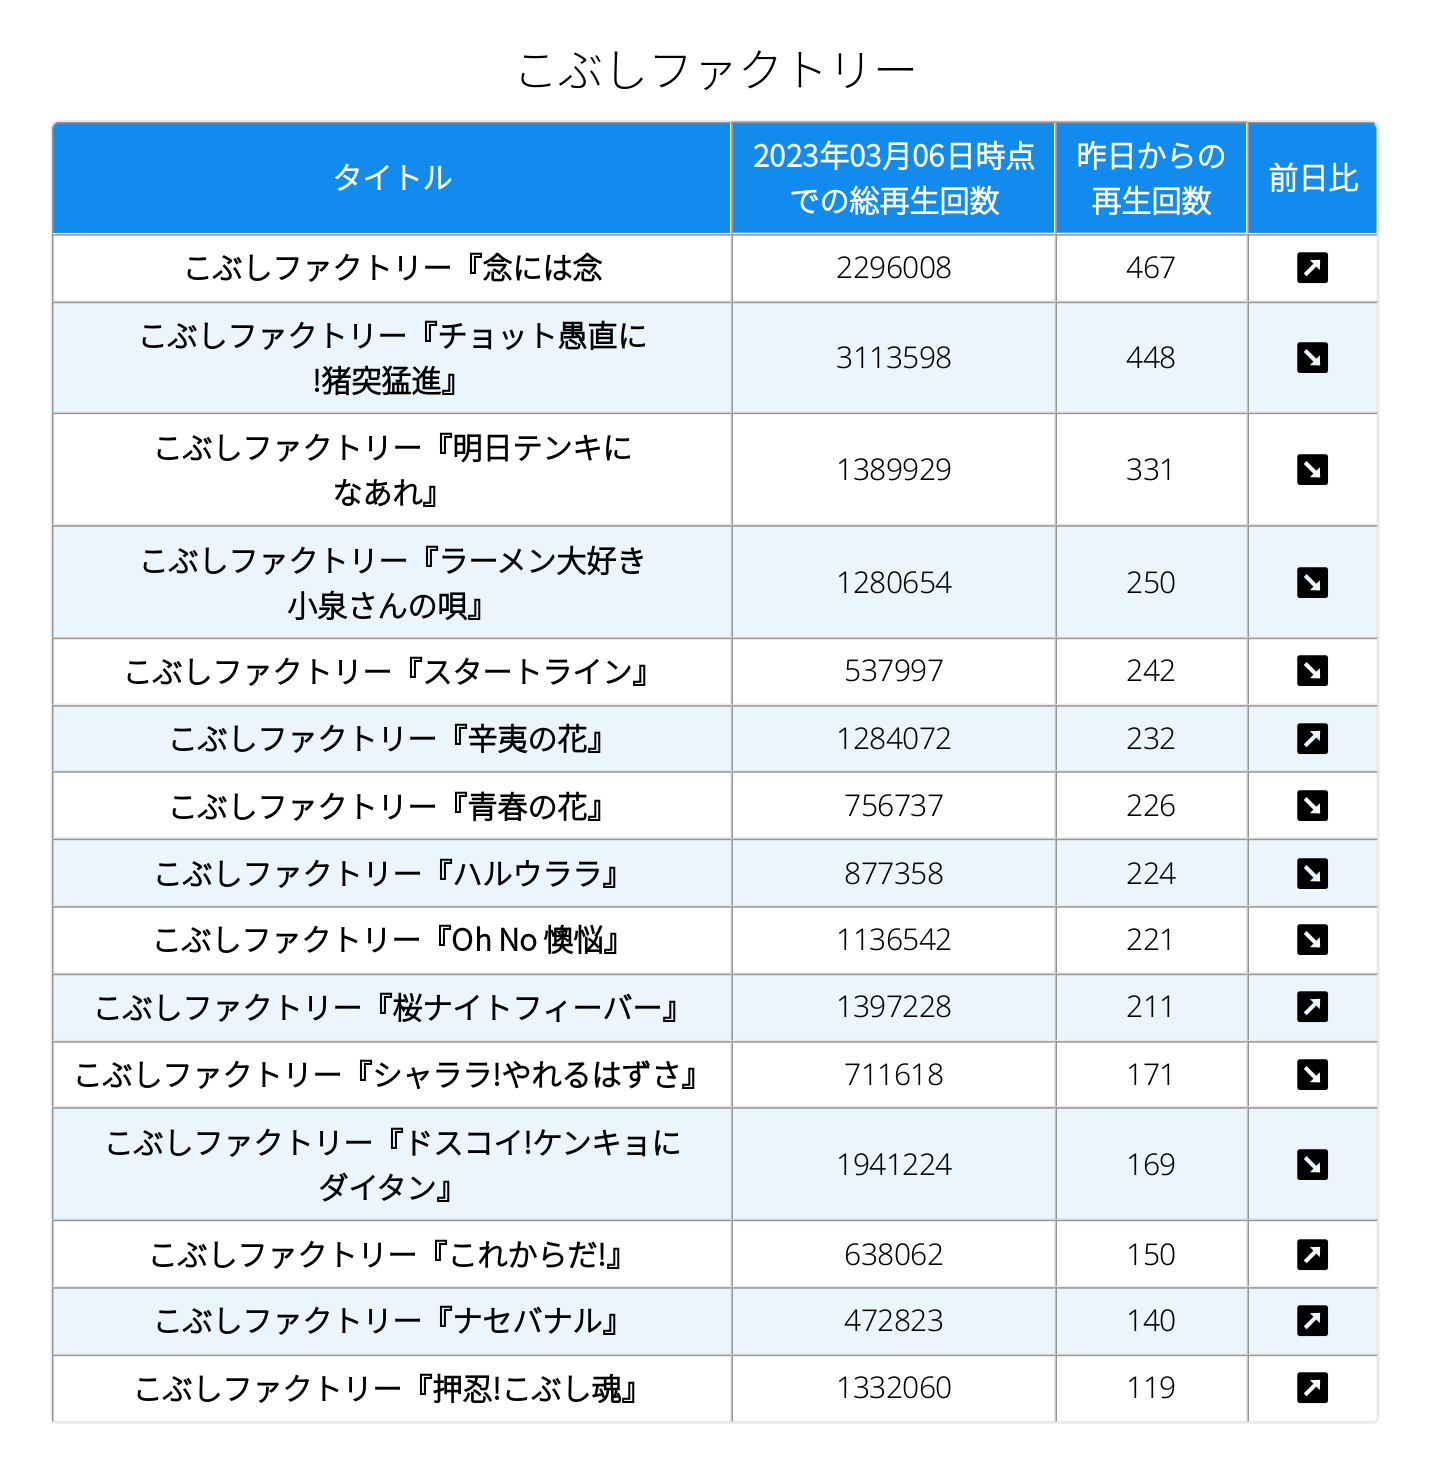 こぶしファクトリー
タイトル
2023年03月06日時点
での総再生回数
昨日からの
再生回数
前日比
こぶしファクトリー『念には念 2296008 467
こぶしファクトリー『チョット愚直に
!猪突猛進』 3113598 448
こぶしファクトリー『明日テンキに
なあれ』 1389929 331
こぶしファクトリー『ラーメン大好き
小泉さんの唄』 1280654 250
こぶしファクトリー『スタートライン』 537997 242
こぶしファクトリー『辛夷の花』 1284072 232
こぶしファクトリー『青春の花』 756737 226
こぶしファクトリー『ハルウララ』 877358 224
こぶしファクトリー『Oh No 懊悩』 1136542 221
こぶしファクトリー『桜ナイトフィーバー』 1397228 211
こぶしファクトリー『シャララ!やれるはずさ』 711618 171
こぶしファクトリー『ドスコイ!ケンキョに
ダイタン』 1941224 169
こぶしファクトリー『これからだ!』 638062 150
こぶしファクトリー『ナセバナル』 472823 140
こぶしファクトリー『押忍!こぶし魂』 1332060 119